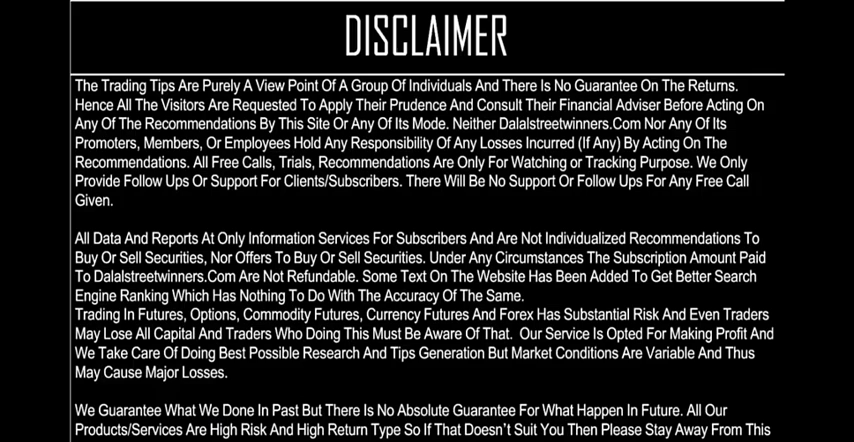 DISCLAIMER
The Trading Tips Are Purely A View Point Of A Group Of Individuals And There Is No Guarantee On The Returns.
Hence All The Visitors Are Requested To Apply Their Prudence And Consult Their Financial Adviser Before Acting On
Any Of The Recommendations By This Site Or Any Of Its Mode. Neither Dalalstreetwinners.Com Nor Any Of Its
Promoters, Members, Or Employees Hold Any Responsibility Of Any Losses Incurred (If Any) By Acting On The
Recommendations. All Free Calls, Trials, Recommendations Are Only For Watching or Tracking Purpose. We Only
Provide Follow Ups Or Support For Clients/Subscribers. There Will Be No Support Or Follow Ups For Any Free Call
Given.
All Data And Reports At Only Information Services For Subscribers And Are Not Individualized Recommendations To
Buy Or Sell Securities, Nor Offers To Buy Or Sell Securities. Under Any Circumstances The Subscription Amount Paid
To Dalalstreetwinners.Com Are Not Refundable. Some Text On The Website Has Been Added To Get Better Search
Engine Ranking Which Has Nothing To Do With The Accuracy Of The Same.
Trading In Futures, Options, Commodity Futures, Currency Futures And Forex Has Substantial Risk And Even Traders
May Lose All Capital And Traders Who Doing This Must Be Aware Of That. Our Service Is Opted For Making Profit And
We Take Care Of Doing Best Possible Research And Tips Generation But Market Conditions Are Variable And Thus
May Cause Major Losses.
We Guarantee What We Done In Past But There Is No Absolute Guarantee For What Happen In Future. All Our
Products/Services Are High Risk And High Return Type So If That Doesn't Suit You Then Please Stay Away From This